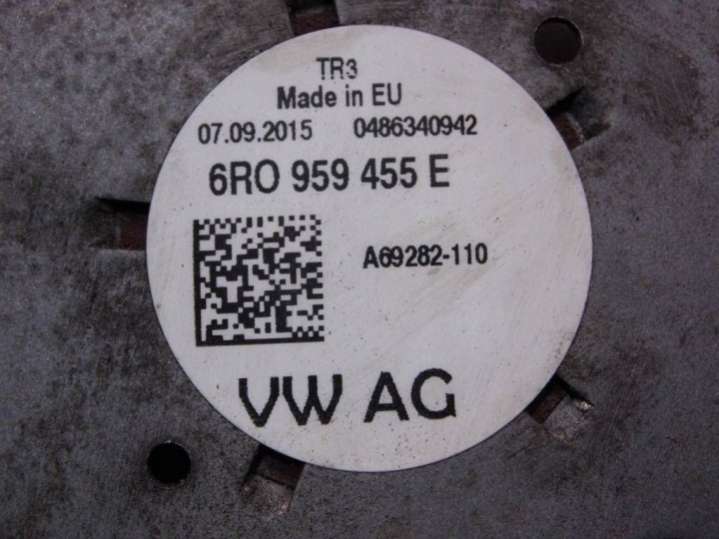 TR3
Made in EU
07.09.2015 0486340942
6R0 959 455 E
A69282-110
VW AG